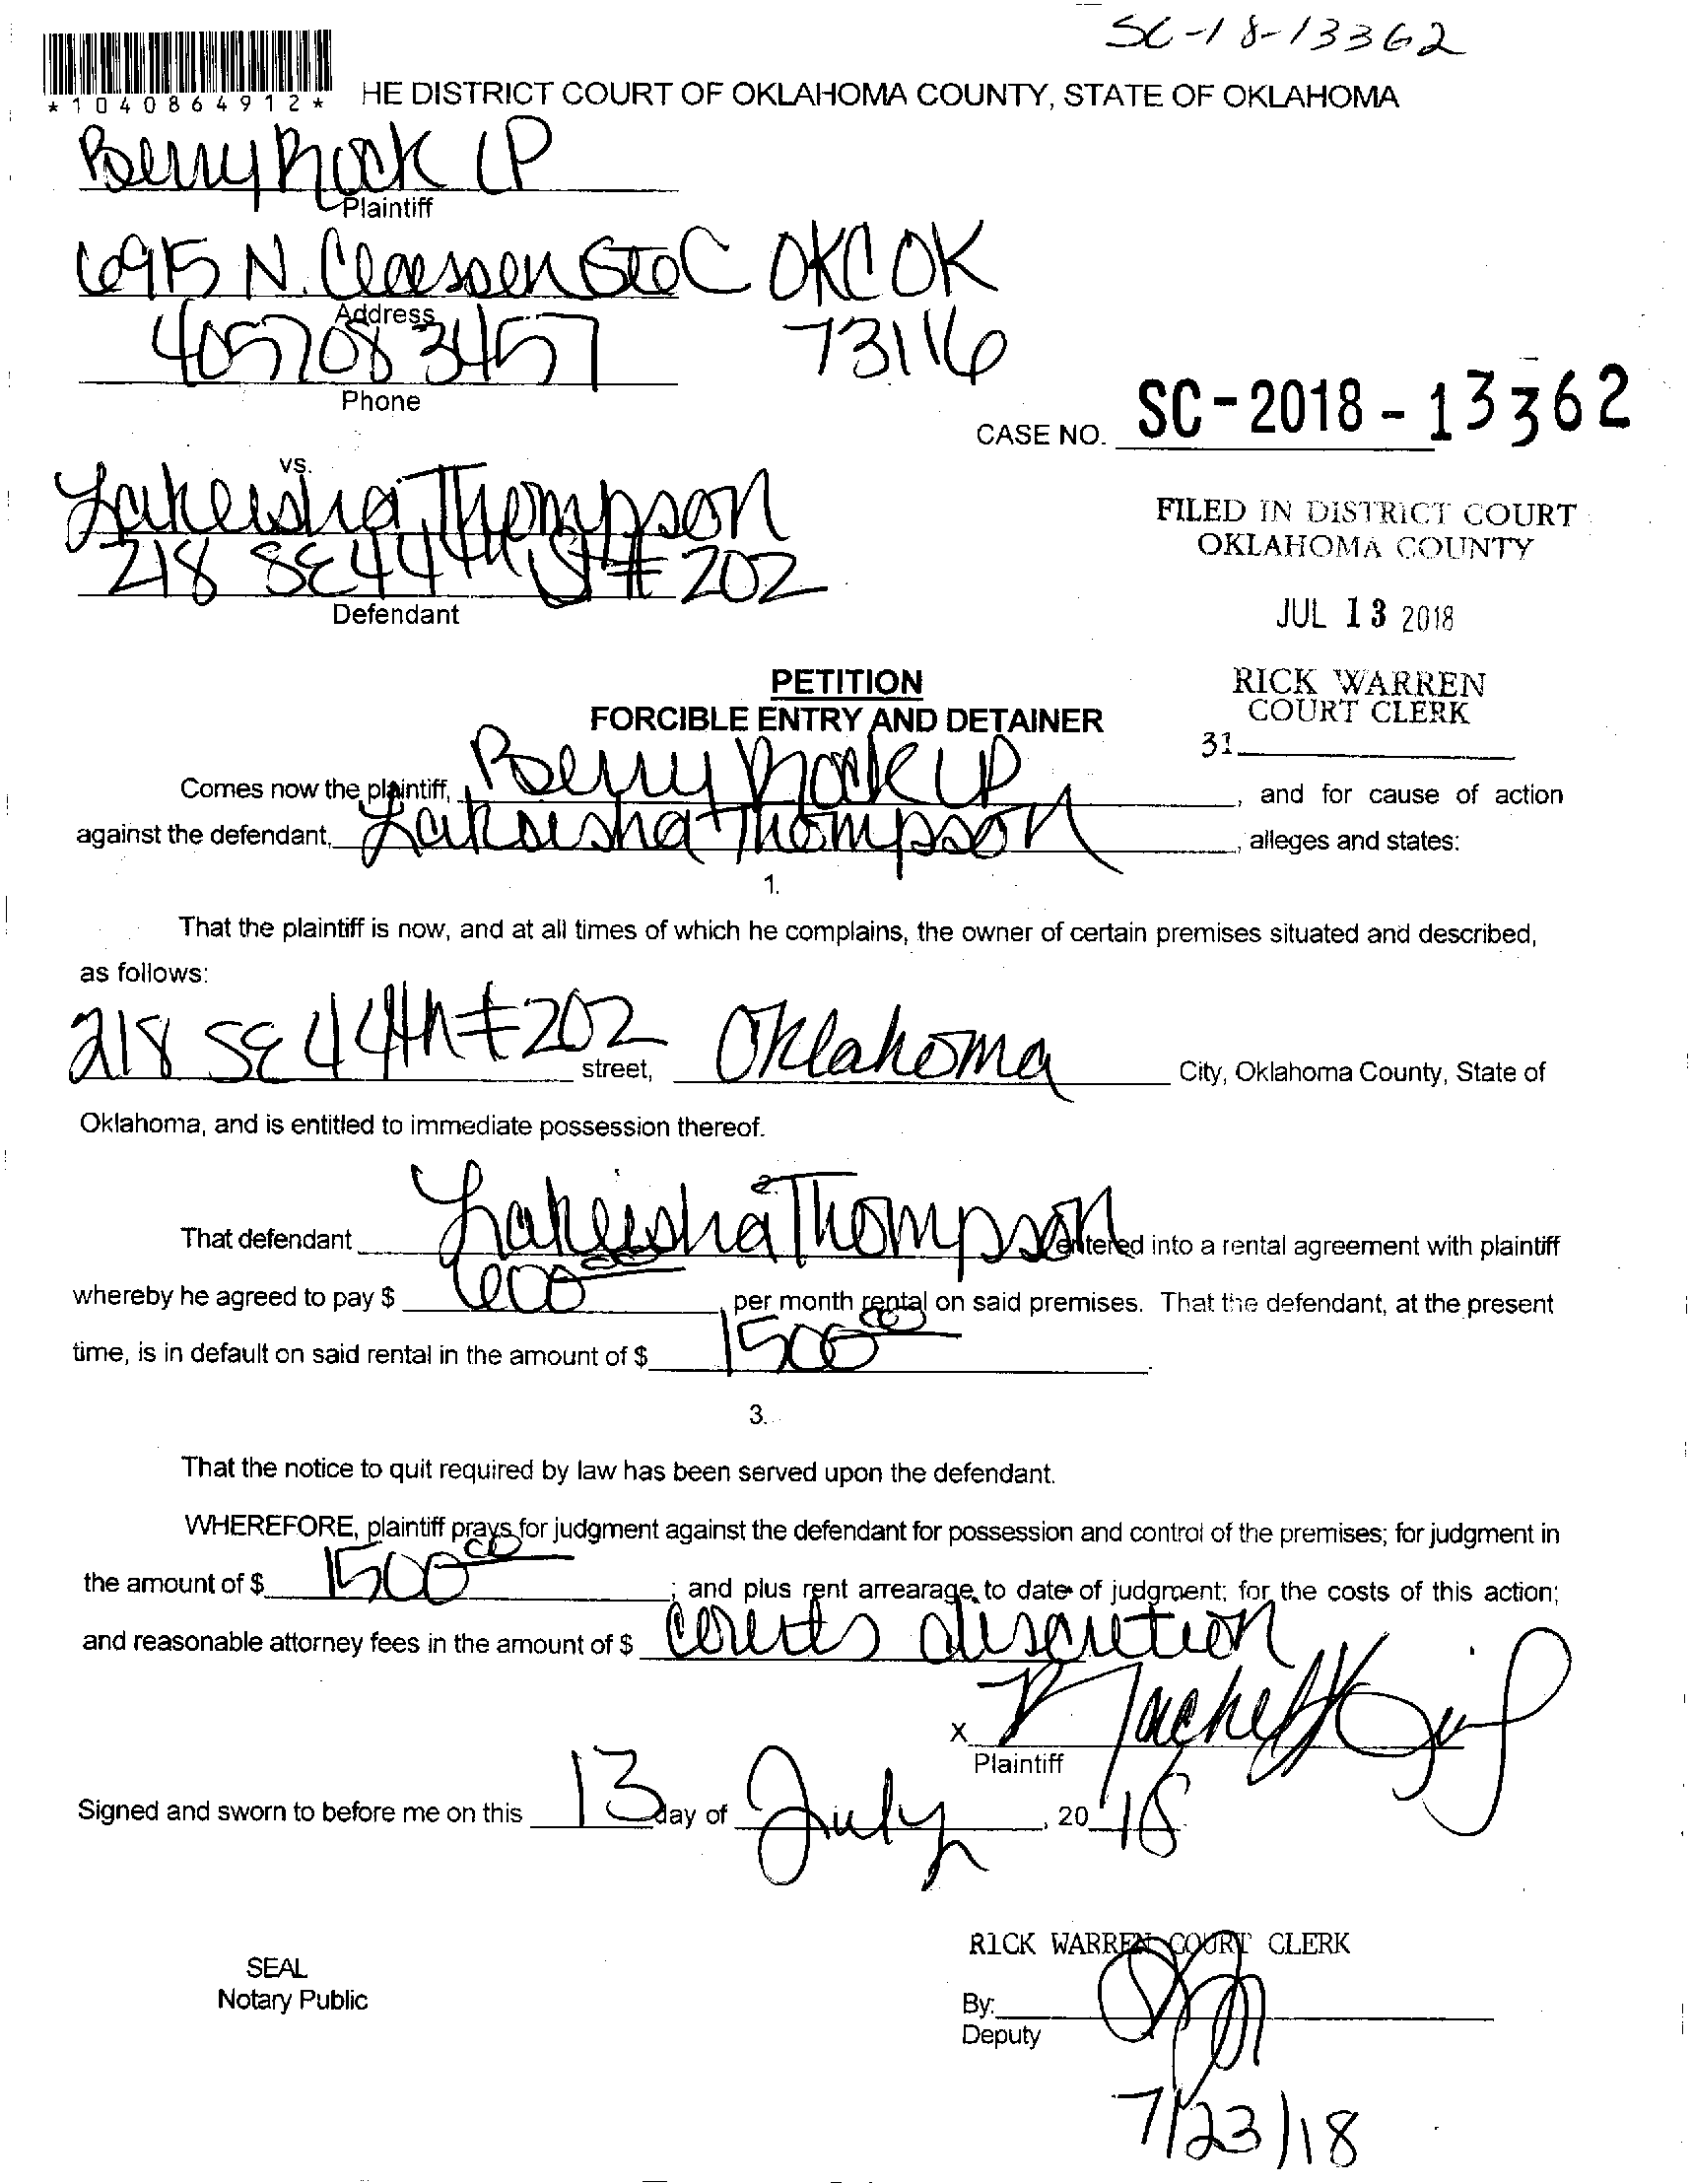 SC-18-13362
*1040864912*
HE DISTRICT COURT OF OKLAHOMA COUNTY, STATE OF OKLAHOMA
Berry Rock LP
Plaintiff
6915 N. Classen Ste C OKC OK
Address
4057083457 73116
Phone
CASE NO. SC-2018-13362
vs.
Lakeisha Thompson
218 SE 44th St #202
Defendant
FILED IN DISTRICT COURT
OKLAHOMA COUNTY
JUL 13 2018
RICK WARREN
COURT CLERK
31
PETITION
FORCIBLE ENTRY AND DETAINER
Comes now the plaintiff, Berry Rock LP, and for cause of action
against the defendant, Lakeisha Thompson, alleges and states:
1.
That the plaintiff is now, and at all times of which he complains, the owner of certain premises situated and described,
as follows:
218 SE 44th #202 street, Oklahoma City, Oklahoma County, State of
Oklahoma, and is entitled to immediate possession thereof.
2.
That defendant Lakeisha Thompson entered into a rental agreement with plaintiff
whereby he agreed to pay $ 600 00, per month rental on said premises. That the defendant, at the present
time, is in default on said rental in the amount of $ 1500 00.
3.
That the notice to quit required by law has been served upon the defendant.
WHEREFORE, plaintiff prays for judgment against the defendant for possession and control of the premises; for judgment in
the amount of $ 1500 00; and plus rent arrearage to date of judgment; for the costs of this action;
and reasonable attorney fees in the amount of $ courts discretion
X
Plaintiff
Signed and sworn to before me on this 13 day of July, 2018
RICK WARREN COURT CLERK
SEAL
Notary Public
By:
Deputy
7/23/18